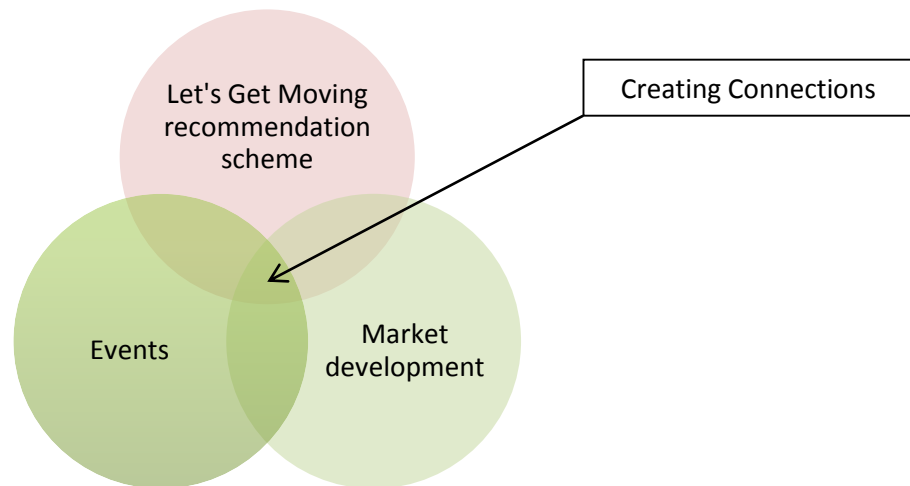 Let's Get Moving
recommendation
scheme
Creating Connections
Events
Market
development